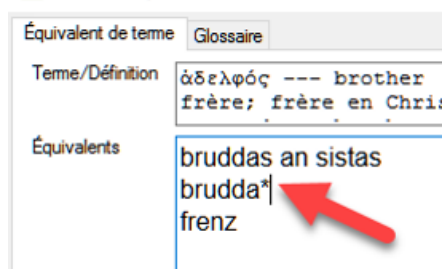 Équivalent de terme Glossaire
Terme/Définition
ἀδελφός --- brother
frère; frère en Chris
Équivalents
bruddas an sistas
brudda*
frenz